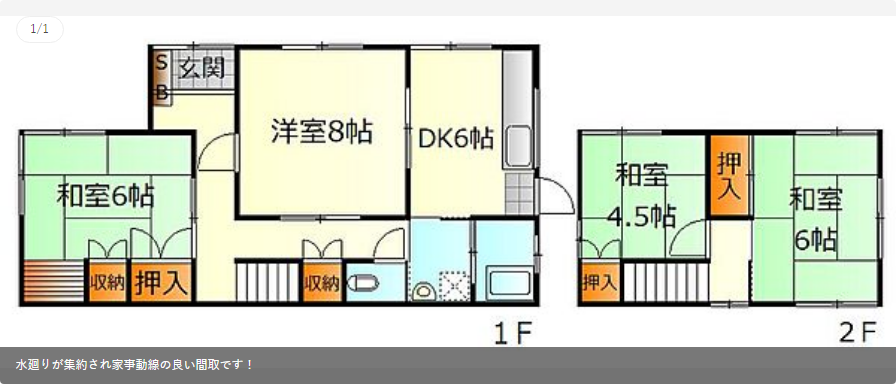 1/1
S
B
玄関
洋室8帖
DK6帖
和室6帖
収納
押入
収納
1F
和室
4.5帖
押
入
和室
6帖
押入
2F
水廻りが集約され家事動線の良い間取です！